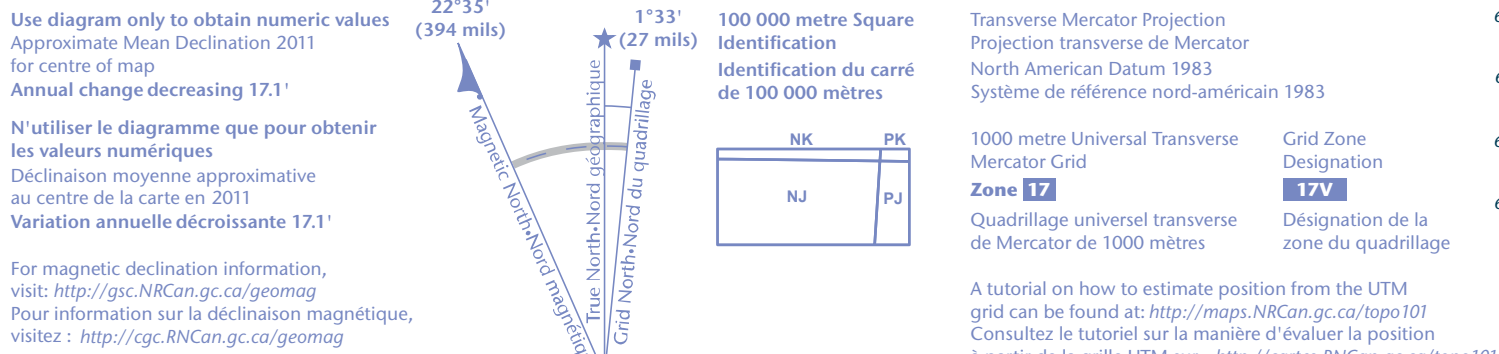 Use diagram only to obtain numeric values
Approximate Mean Declination 2011
for centre of map
Annual change decreasing 17.1'
N'utiliser le diagramme que pour obtenir
les valeurs numériques
Déclinaison moyenne approximative
au centre de la carte en 2011
Variation annuelle décroissante 17.1'
For magnetic declination information,
visit: http://gsc.NRCan.gc.ca/geomag
Pour information sur la déclinaison magnétique,
visitez : http://cgc.RNCan.gc.ca/geomag
22°35'
(394 mils)
1°33'
(27 mils)
Magnetic North•Nord
True North•Nord géographique
Grid North•Nord du quadrillage
100 000 metre Square
Identification
Identification du carré
de 100 000 mètres
NK PK
NJ PJ
Transverse Mercator Projection
Projection transverse de Mercator
North American Datum 1983
Système de référence nord-américain 1983
1000 metre Universal Transverse
Mercator Grid
Zone 17
Quadrillage universel transverse
de Mercator de 1000 mètres
Grid Zone
Designation
17V
Désignation de la
zone du quadrillage
A tutorial on how to estimate position from the UTM
grid can be found at: http://maps.NRCan.gc.ca/topo101
Consultez le tutoriel sur la manière d'évaluer la position